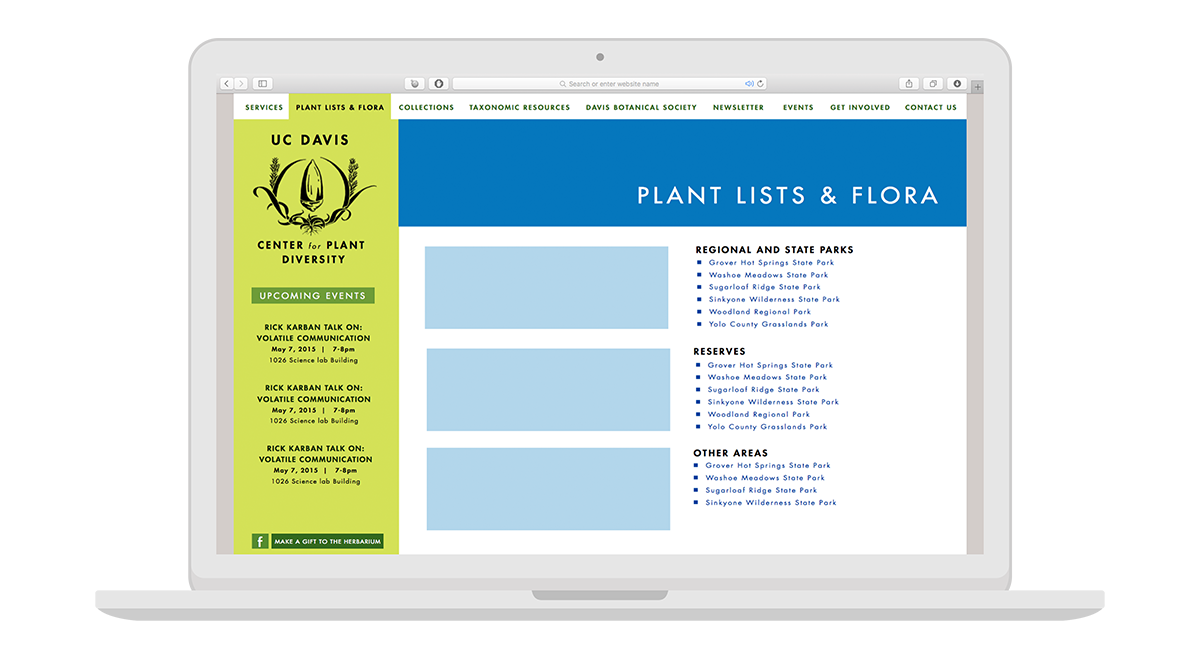 Search or enter website name
SERVICES
PLANT LISTS & FLORA
COLLECTIONS
TAXONOMIC RESOURCES
DAVIS BOTANICAL SOCIETY
NEWSLETTER
EVENTS
GET INVOLVED
CONTACT US
UC DAVIS
CENTER for PLANT
DIVERSITY
UPCOMING EVENTS
RICK KARBAN TALK ON:
VOLATILE COMMUNICATION
May 7, 2015 | 7-8pm
1026 Science lab Building
RICK KARBAN TALK ON:
VOLATILE COMMUNICATION
May 7, 2015 | 7-8pm
1026 Science lab Building
RICK KARBAN TALK ON:
VOLATILE COMMUNICATION
May 7, 2015 | 7-8pm
1026 Science lab Building
f
MAKE A GIFT TO THE HERBARIUM
PLANT LISTS & FLORA
REGIONAL AND STATE PARKS
Grover Hot Springs State Park
Washoe Meadows State Park
Sugarloaf Ridge State Park
Sinkyone Wilderness State Park
Woodland Regional Park
Yolo County Grasslands Park
RESERVES
Grover Hot Springs State Park
Washoe Meadows State Park
Sugarloaf Ridge State Park
Sinkyone Wilderness State Park
Woodland Regional Park
Yolo County Grasslands Park
OTHER AREAS
Grover Hot Springs State Park
Washoe Meadows State Park
Sugarloaf Ridge State Park
Sinkyone Wilderness State Park